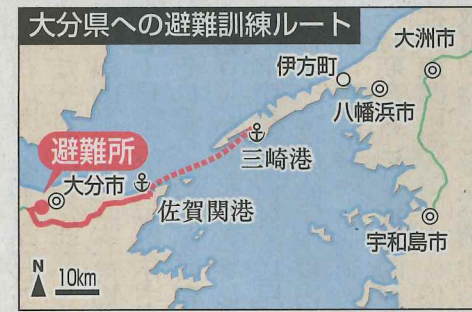 大分県への避難訓練ルート
大洲市
伊方町
八幡浜市
三崎港
避難所
大分市
佐賀関港
宇和島市
N
10km